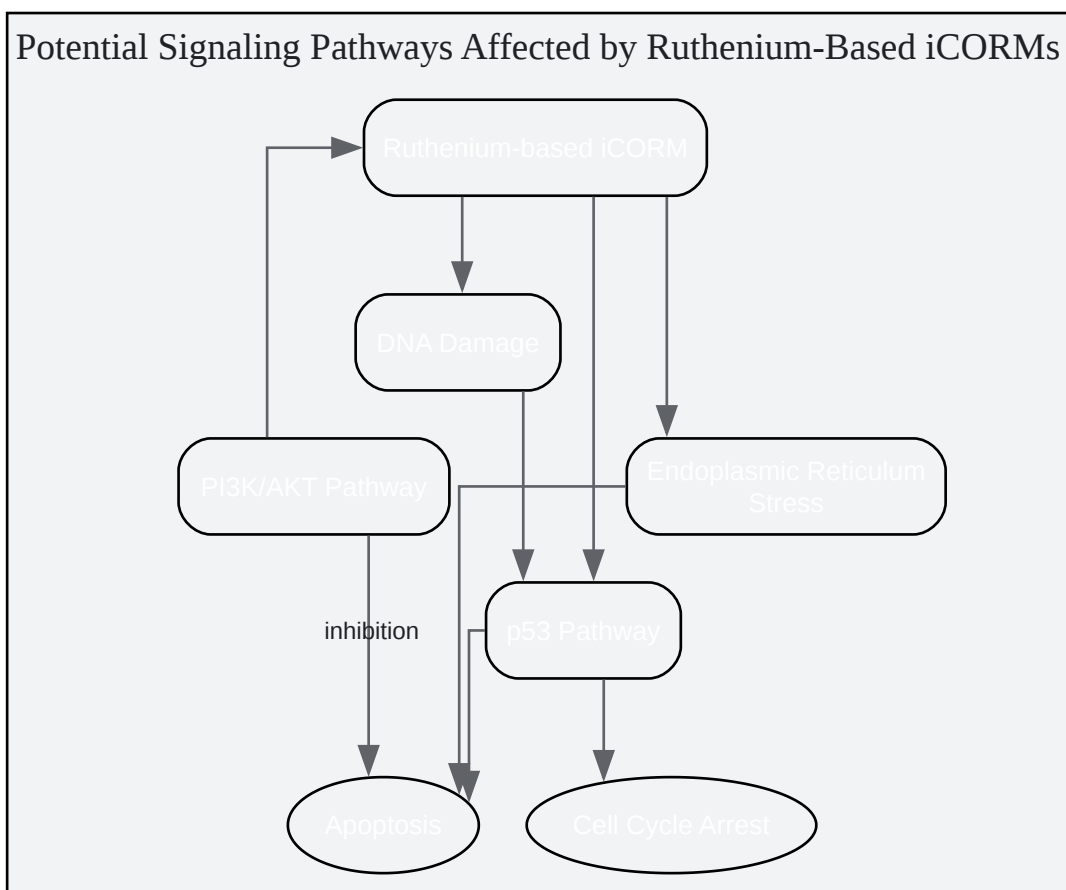 Potential Signaling Pathways Affected by Ruthenium-Based iCORMs
Ruthenium-based iCORM
DNA Damage
PI3K/AKT Pathway
Endoplasmic Reticulum
Stress
inhibition
p53 Pathway
Apoptosis
Cell Cycle Arrest